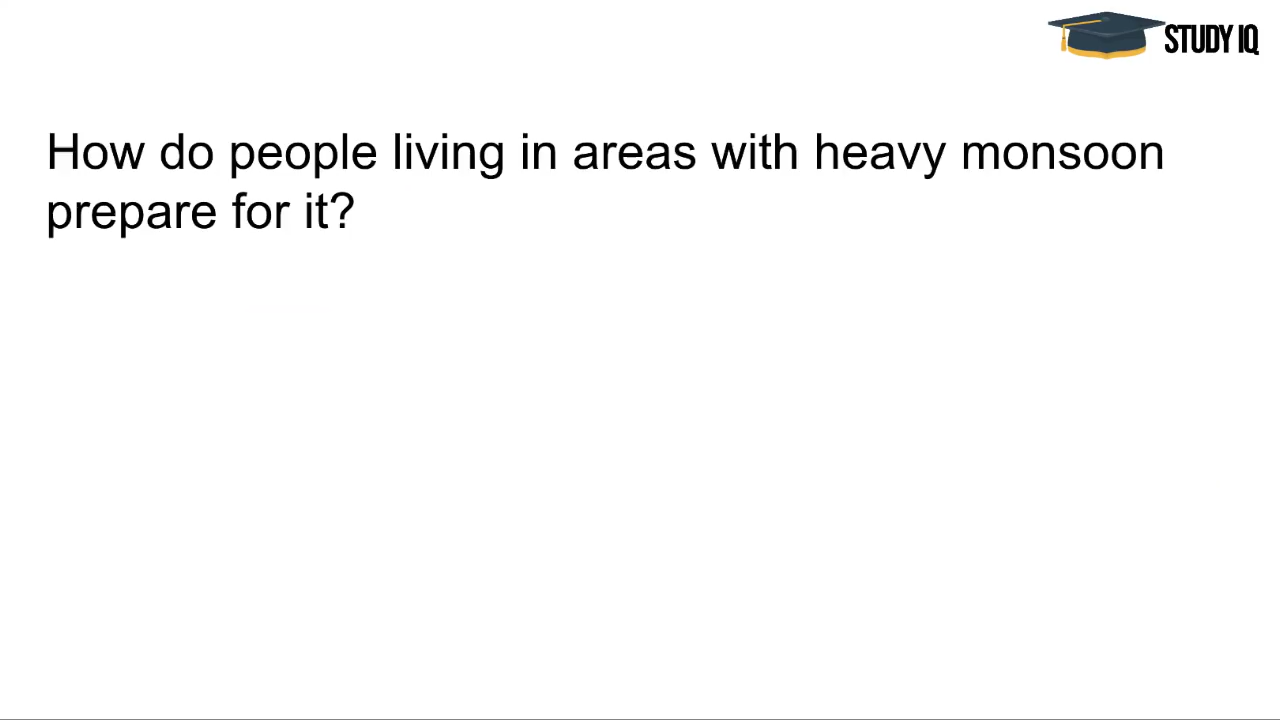 STUDY IQ
How do people living in areas with heavy monsoon
prepare for it?